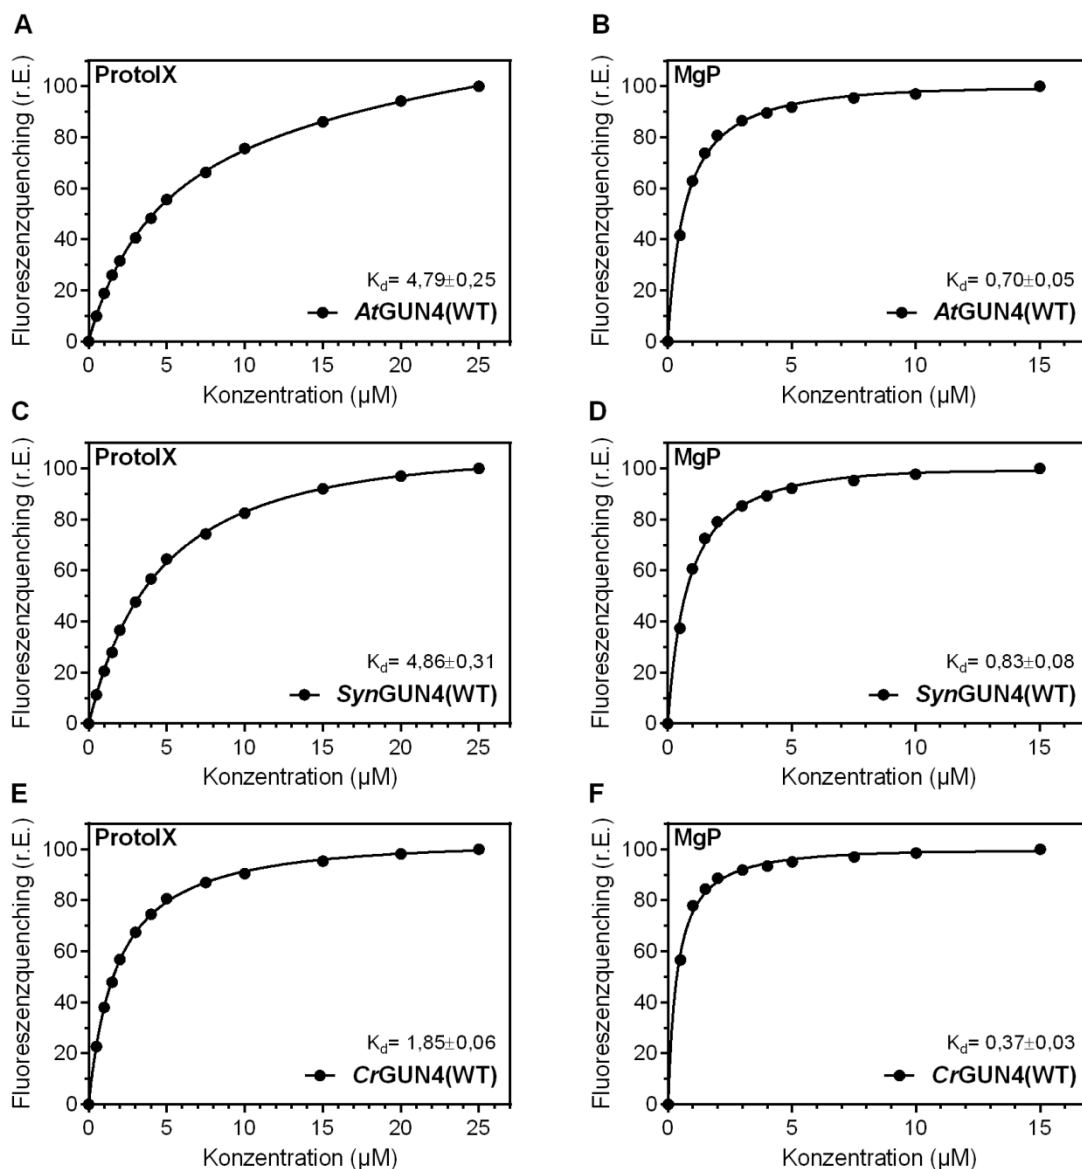 A
Fluoreszenzquenching (r.E.)
ProtoIX
100
80
60
40
20
0
K_d= 4,79±0,25
AtGUN4(WT)
0 5 10 15 20 25
Konzentration (µM)
B
Fluoreszenzquenching (r.E.)
MgP
100
80
60
40
20
0
K_d= 0,70±0,05
AtGUN4(WT)
0 5 10 15
Konzentration (µM)
C
Fluoreszenzquenching (r.E.)
ProtoIX
100
80
60
40
20
0
K_d= 4,86±0,31
SynGUN4(WT)
0 5 10 15 20 25
Konzentration (µM)
D
Fluoreszenzquenching (r.E.)
MgP
100
80
60
40
20
0
K_d= 0,83±0,08
SynGUN4(WT)
0 5 10 15
Konzentration (µM)
E
Fluoreszenzquenching (r.E.)
ProtoIX
100
80
60
40
20
0
K_d= 1,85±0,06
CrGUN4(WT)
0 5 10 15 20 25
Konzentration (µM)
F
Fluoreszenzquenching (r.E.)
MgP
100
80
60
40
20
0
K_d= 0,37±0,03
CrGUN4(WT)
0 5 10 15
Konzentration (µM)